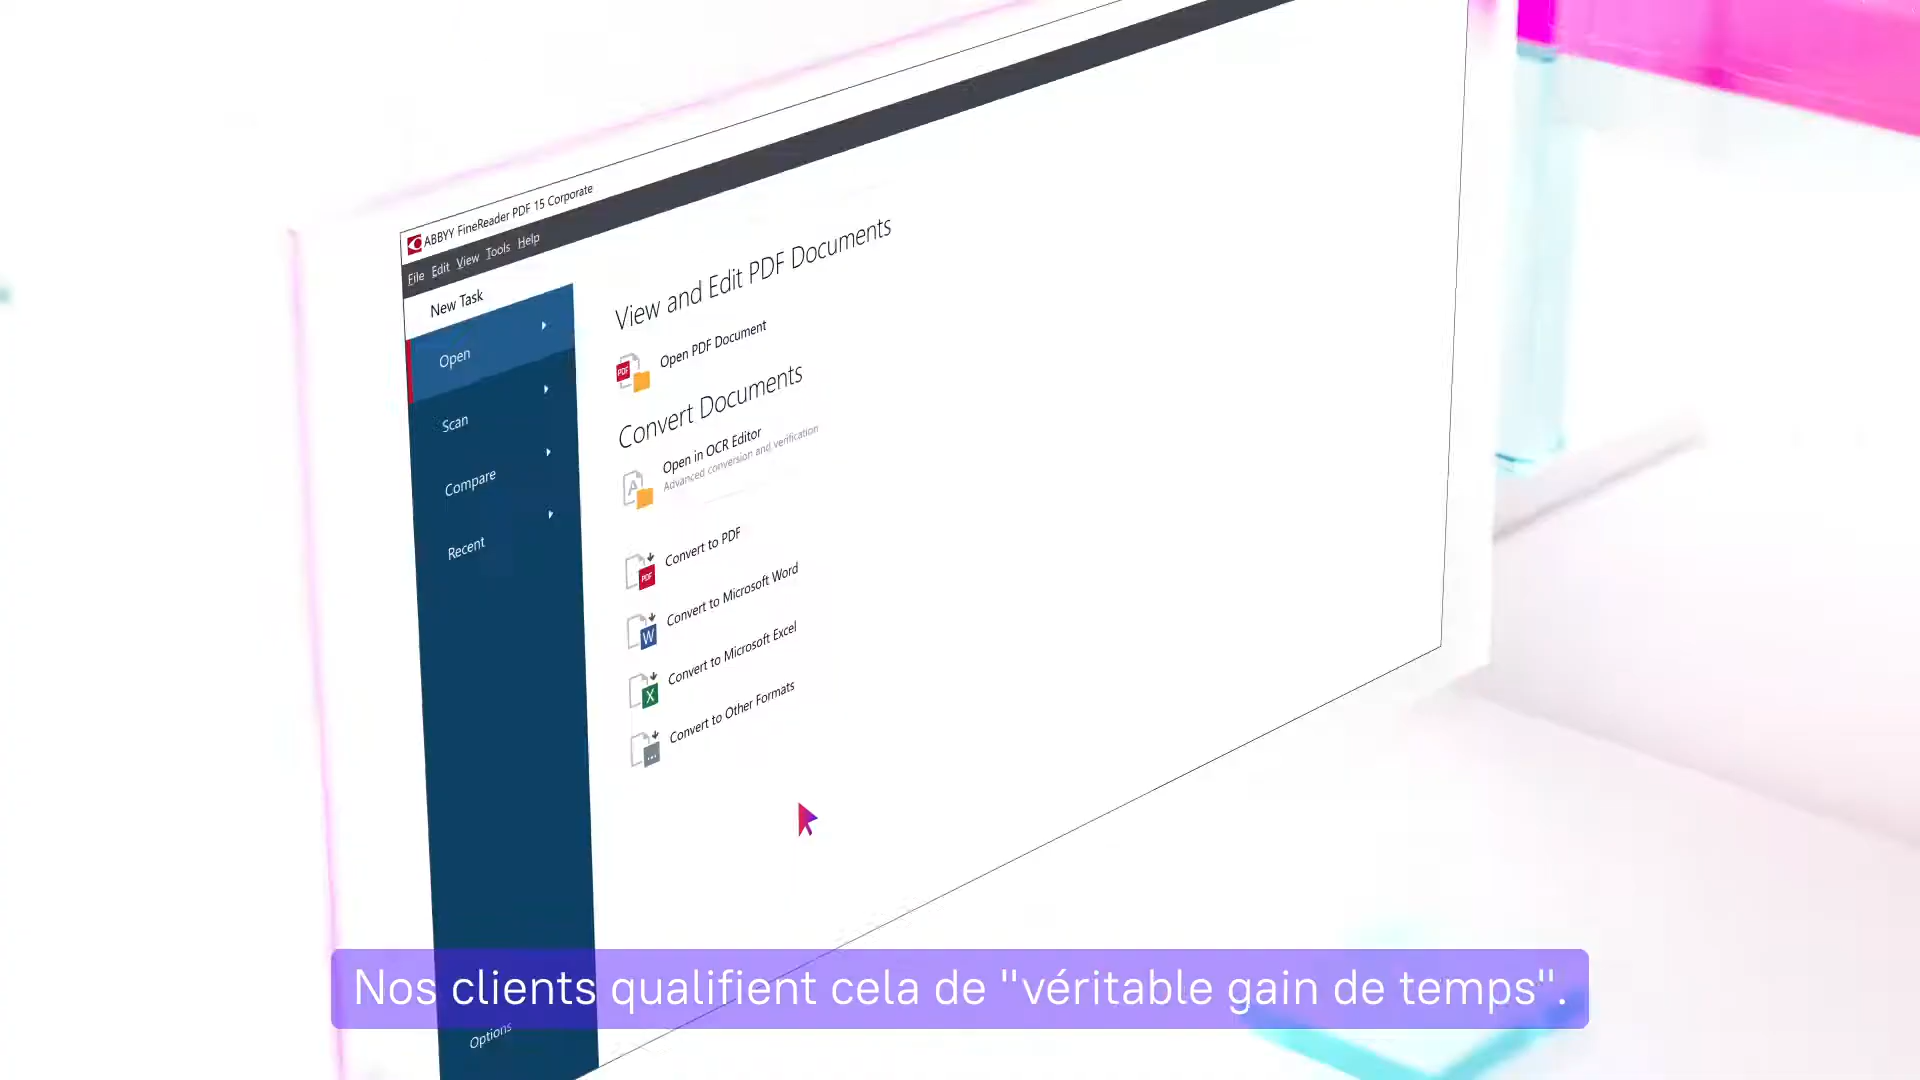 ABBYY FineReader PDF 15 Corporate
File Edit View Tools Help
New Task
Open
Scan
Compare
Recent
Options
View and Edit PDF Documents
PDF
Open PDF Document
Convert Documents
A
Open in OCR Editor
Advanced conversion and verification
PDF
Convert to PDF
W
Convert to Microsoft Word
X
Convert to Microsoft Excel
Convert to Other Formats
Nos clients qualifient cela de "véritable gain de temps".